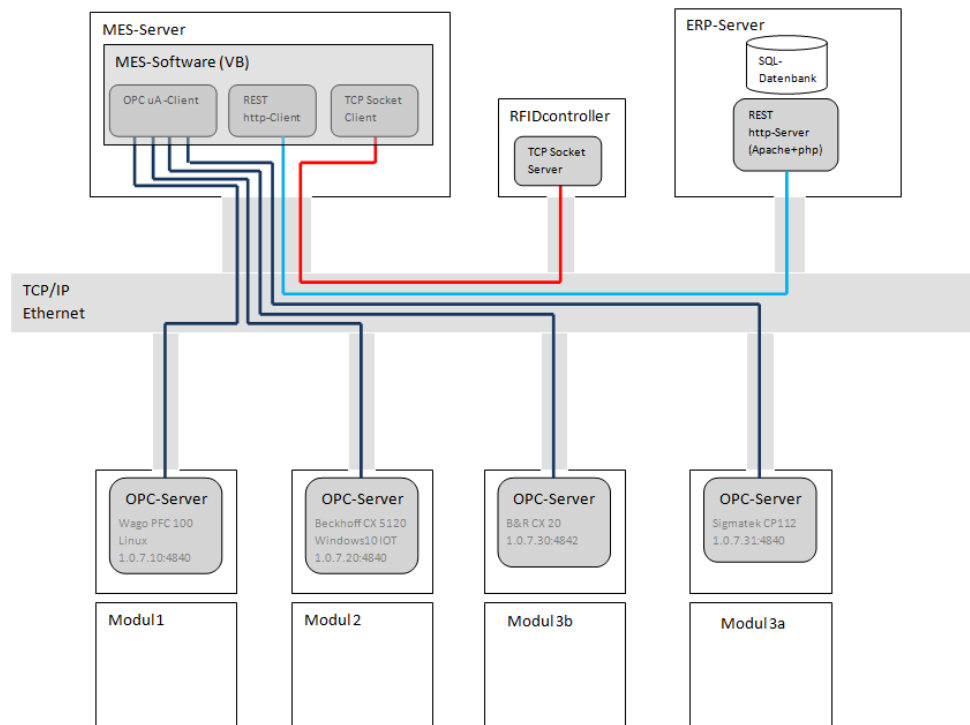 MES-Server
MES-Software (VB)
OPC uA-Client
REST
http-Client
TCP Socket
Client
RFIDcontroller
TCP Socket
Server
ERP-Server
SQL-
Datenbank
REST
http-Server
(Apache+php)
TCP/IP
Ethernet
OPC-Server
Wago PFC 100
Linux
1.0.7.10:4840
OPC-Server
Beckhoff CX 5120
Windows10 IOT
1.0.7.20:4840
OPC-Server
B&R CX 20
1.0.7.30:4842
OPC-Server
Sigmatek CP112
1.0.7.31:4840
Modul 1
Modul 2
Modul 3b
Modul 3a